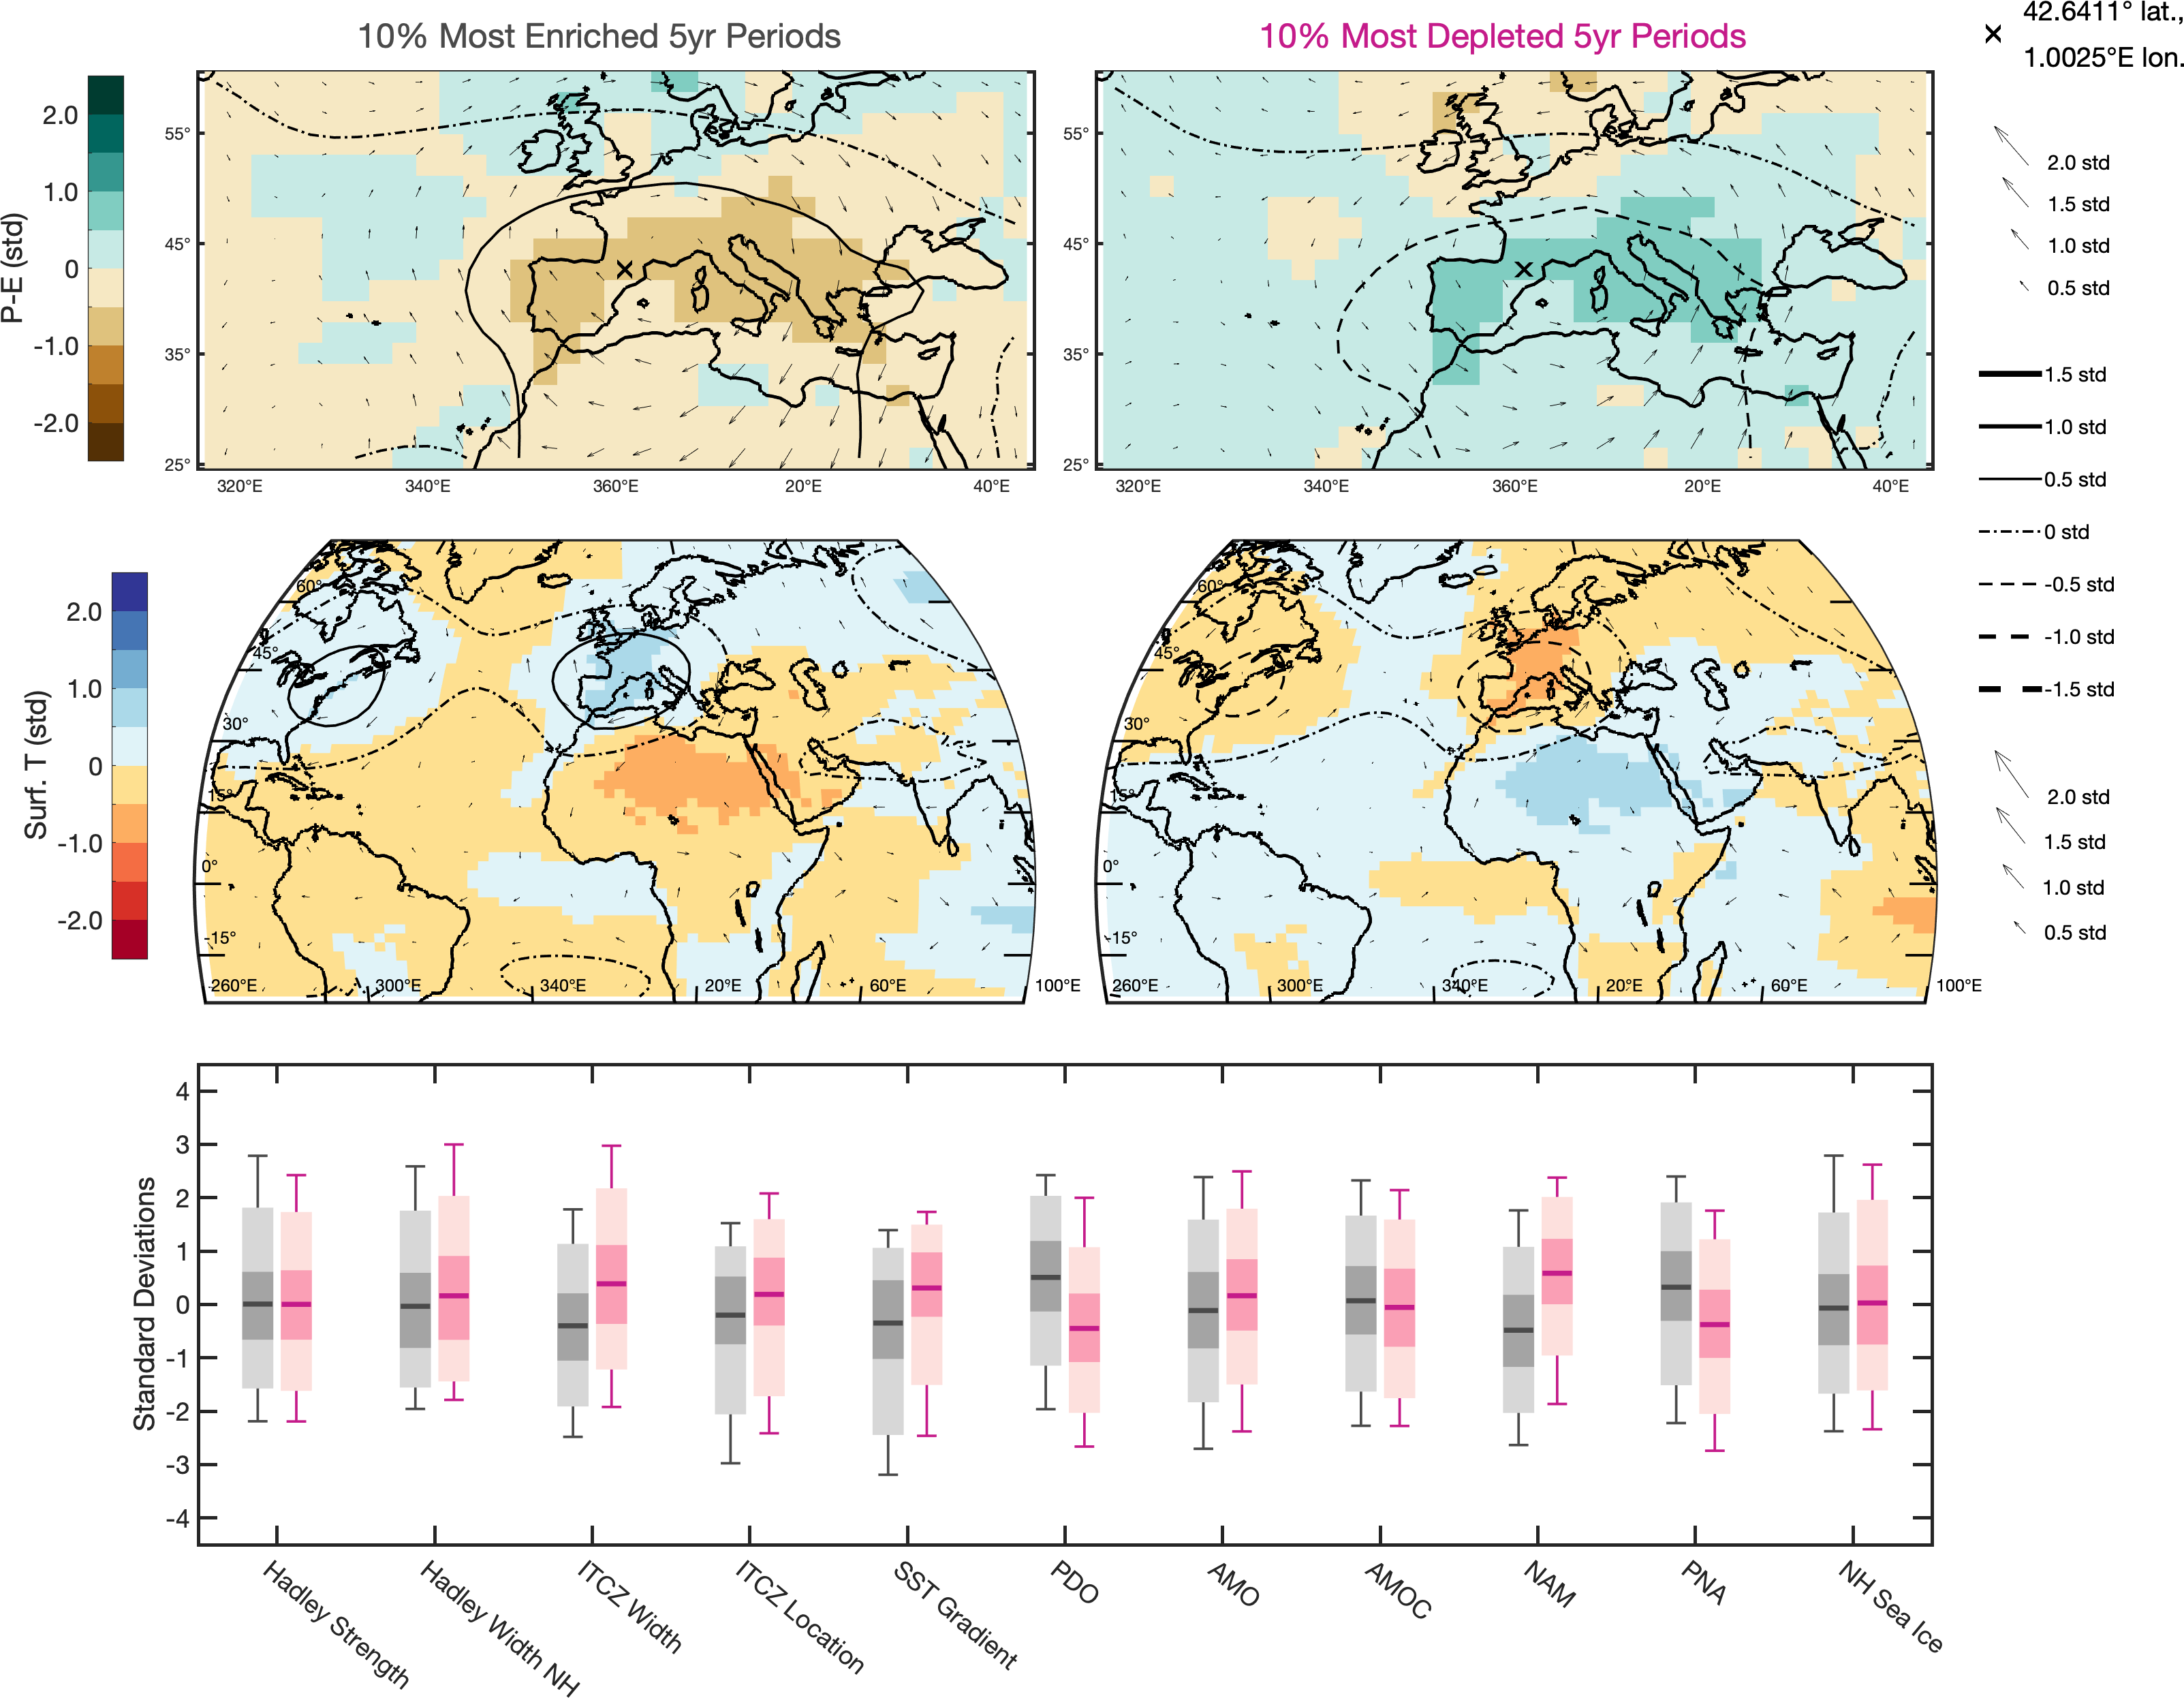 10% Most Enriched 5yr Periods
10% Most Depleted 5yr Periods
× 42.6411° lat.,
1.0025°E lon.
P-E (std)
2.0
1.0
0
-1.0
-2.0
55°
45°
35°
25°
320°E 340°E 360°E 20°E 40°E
55°
45°
35°
25°
320°E 340°E 360°E 20°E 40°E
2.0 std
1.5 std
1.0 std
0.5 std
1.5 std
1.0 std
0.5 std
0 std
-0.5 std
-1.0 std
-1.5 std
Surf. T (std)
2.0
1.0
0
-1.0
-2.0
60°
45°
30°
15°
0°
-15°
260°E 300°E 340°E 20°E 60°E 100°E
60°
45°
30°
15°
0°
-15°
260°E 300°E 340°E 20°E 60°E 100°E
2.0 std
1.5 std
1.0 std
0.5 std
Standard Deviations
4
3
2
1
0
-1
-2
-3
-4
Hadley Strength
Hadley Width NH
ITCZ Width
ITCZ Location
SST Gradient
PDO
AMO
AMOC
NAM
PNA
NH Sea Ice